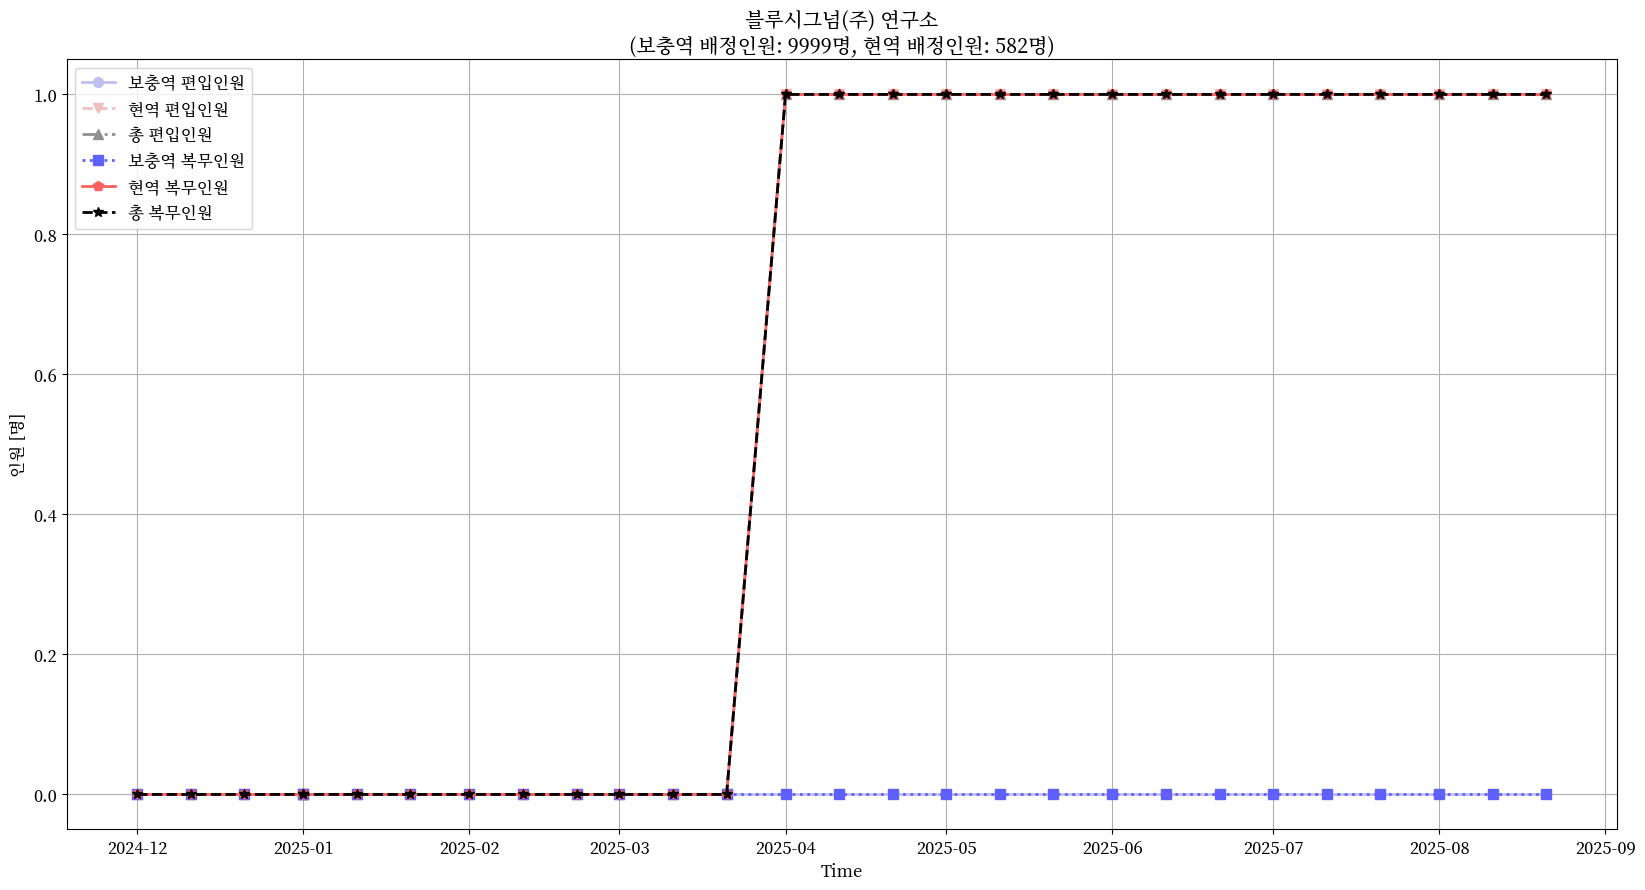 블루시그넘(주) 연구소
(보충역 배정인원: 9999명, 현역 배정인원: 582명)
보충역 편입인원
현역 편입인원
총 편입인원
보충역 복무인원
현역 복무인원
총 복무인원
인원 [명]
1.0
0.8
0.6
0.4
0.2
0.0
2024-12
2025-01
2025-02
2025-03
2025-04
2025-05
2025-06
2025-07
2025-08
2025-09
Time